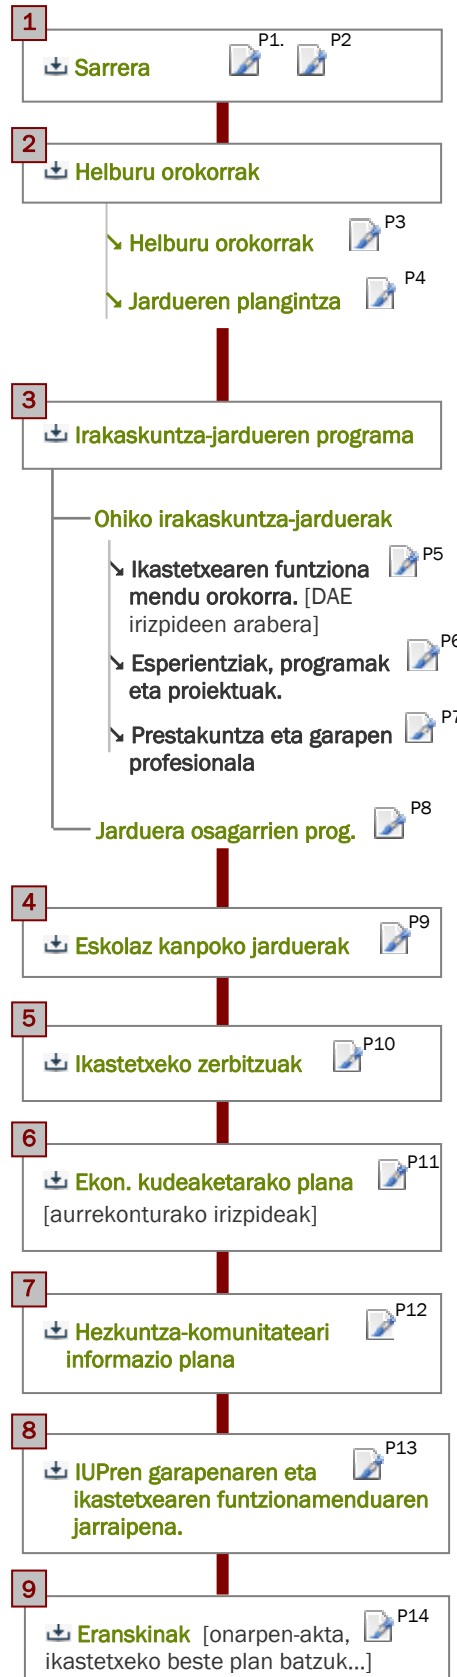 1
Sarrera P1. P2
2
Helburu orokorrak
Helburu orokorrak P3
Jardueren plangintza P4
3
Irakaskuntza-jardueren programa
Ohiko irakaskuntza-jarduerak
Ikastetxearen funtziona P5
mendu orokorra. [DAE
irizpideen arabera]
Esperientziak, programak P6
eta proiektuak.
Prestakuntza eta garapen P7
profesionala
Jarduera osagarrien prog. P8
4
Eskolaz kanpoko jarduerak P9
5
Ikastetxeko zerbitzuak P10
6
Ekon. kudeaketarako plana P11
[aurrekonturako irizpideak]
7
Hezkuntza-komunitateari P12
informazio plana
8
IUPren garapenaren eta P13
ikastetxearen funtzionamenduaren
jarraipena.
9
Eranskinak [onarpen-akta, P14
ikastetxeko beste plan batzuk...]